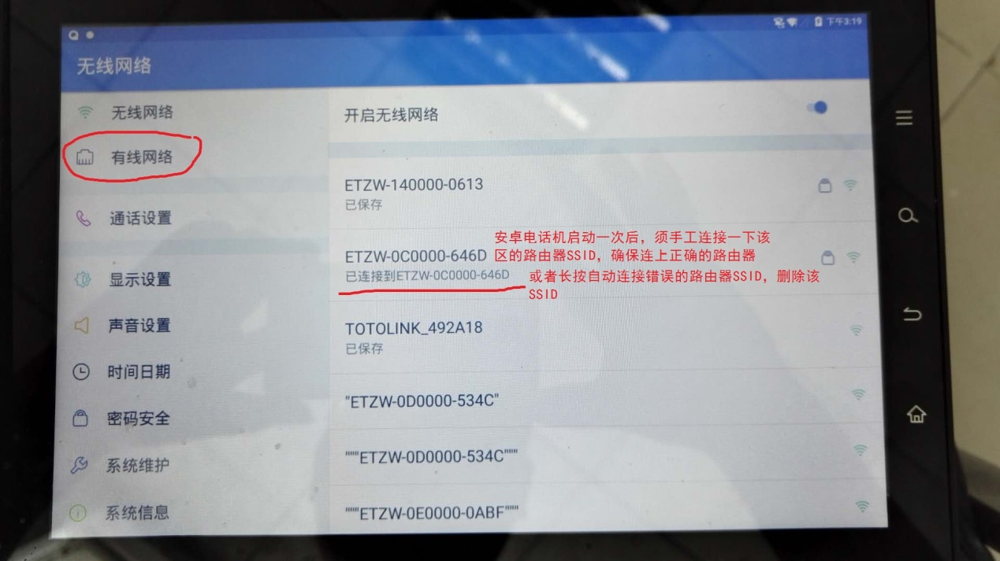 下午3:19
无线网络
无线网络
有线网络
通话设置
显示设置
声音设置
时间日期
密码安全
系统维护
系统信息
开启无线网络
ETZW-140000-0613
已保存
ETZW-0C0000-646D
已连接到ETZW-0C0000-646D
安卓电话机启动一次后，须手工连接一下该
区的路由器SSID，确保连上正确的路由器
或者长按自动连接错误的路由器SSID，删除该
SSID
TOTOLINK_492A18
已保存
"ETZW-0D0000-534C"
"""ETZW-0D0000-534C"""
"""ETZW-0E0000-0ABF"""